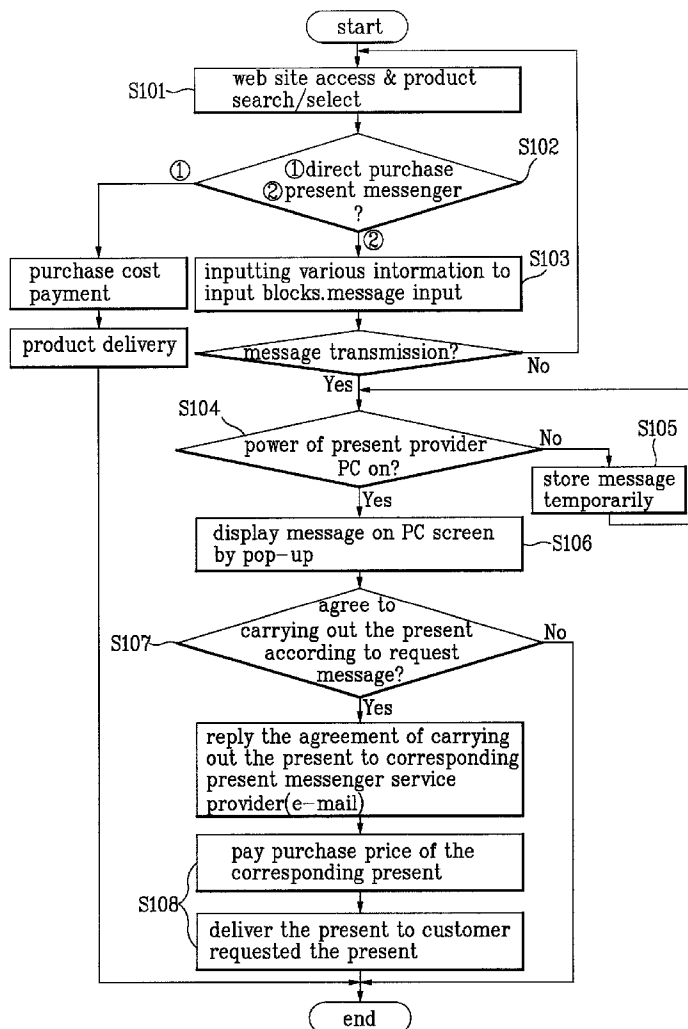 start
S101
web site access & product
search/select
S102
①
①direct purchase
②present messenger
?
②
purchase cost
payment
S103
inputting various intormation to
input blocks.message input
product delivery
message transmission?
No
Yes
S104
power of present provider
PC on?
No
S105
store message
temporarily
Yes
display message on PC screen
by pop-up
S106
S107
agree to
carrying out the present
according to request
message?
No
Yes
reply the agreement of carrying
out the present to corresponding
present messenger service
provider(e-mail)
S108
pay purchase price of the
corresponding present
deliver the present to customer
requested the present
end